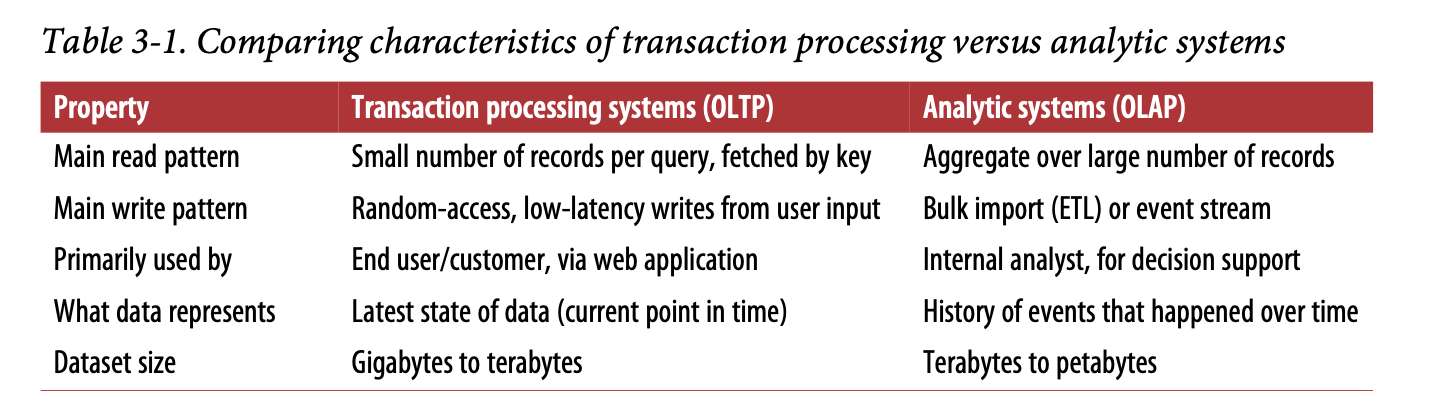 Table 3-1. Comparing characteristics of transaction processing versus analytic systems
Property Transaction processing systems (OLTP) Analytic systems (OLAP)
Main read pattern Small number of records per query, fetched by key Aggregate over large number of records
Main write pattern Random-access, low-latency writes from user input Bulk import (ETL) or event stream
Primarily used by End user/customer, via web application Internal analyst, for decision support
What data represents Latest state of data (current point in time) History of events that happened over time
Dataset size Gigabytes to terabytes Terabytes to petabytes